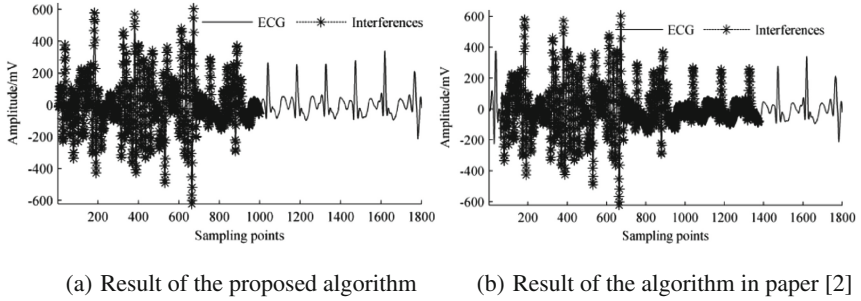 600
400
200
0
-200
-400
-600
Amplitude/mV
ECG
Interferences
200 400 600 800 1000 1200 1400 1600 1800
Sampling points
(a) Result of the proposed algorithm
600
400
200
0
-200
-400
-600
Amplitude/mV
ECG
Interferences
200 400 600 800 1000 1200 1400 1600 1800
Sampling points
(b) Result of the algorithm in paper [2]